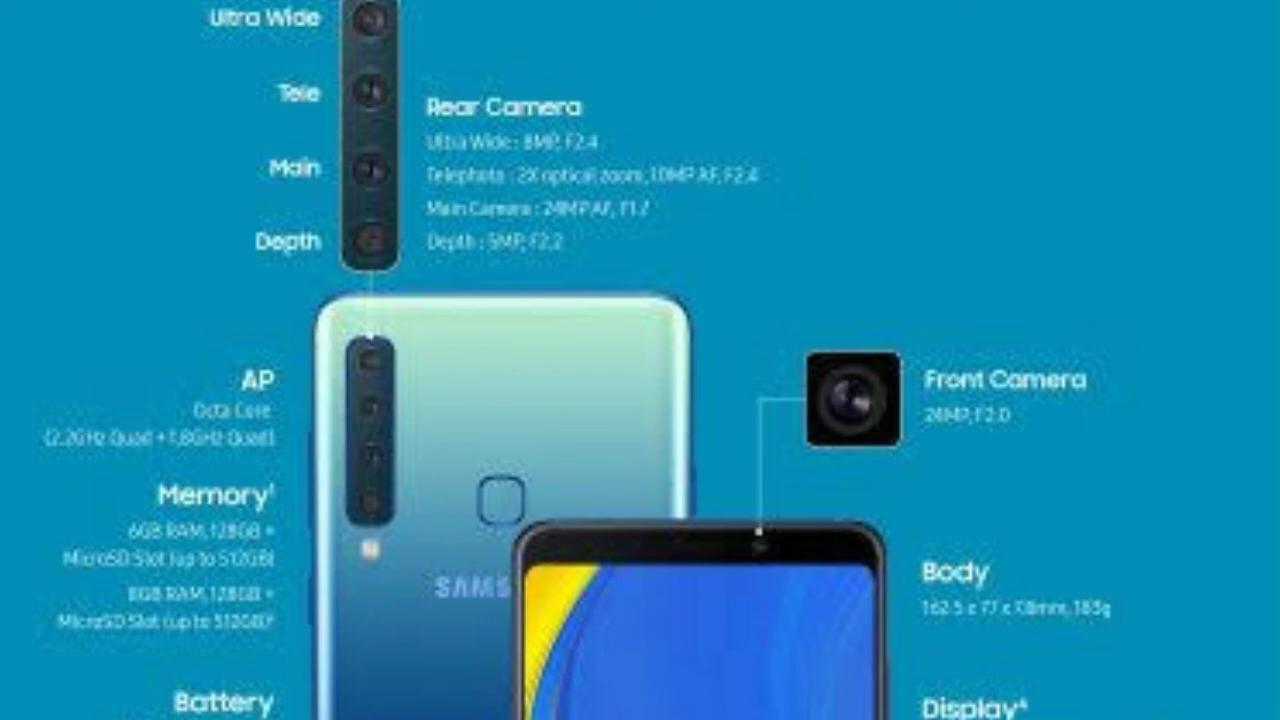 Ultra Wide
Tele
Main
Depth
Rear Camera
Ultra Wide : 8MP, F2.4
Telephoto : 2X optical zoom, 10MP AF, F2.4
Main Camera : 24MP AF, F1.7
Depth : 5MP, F2.2
AP
Octa Core
(2.2GHz Quad + 1.8GHz Quad)
Memory¹
6GB RAM, 128GB +
MicroSD Slot (up to 512GB)
8GB RAM, 128GB +
MicroSD Slot (up to 512GB)²
Battery
SAMS
Front Camera
24MP, F2.0
Body
162.5 x 77 x 7.8mm, 183g
Display⁴